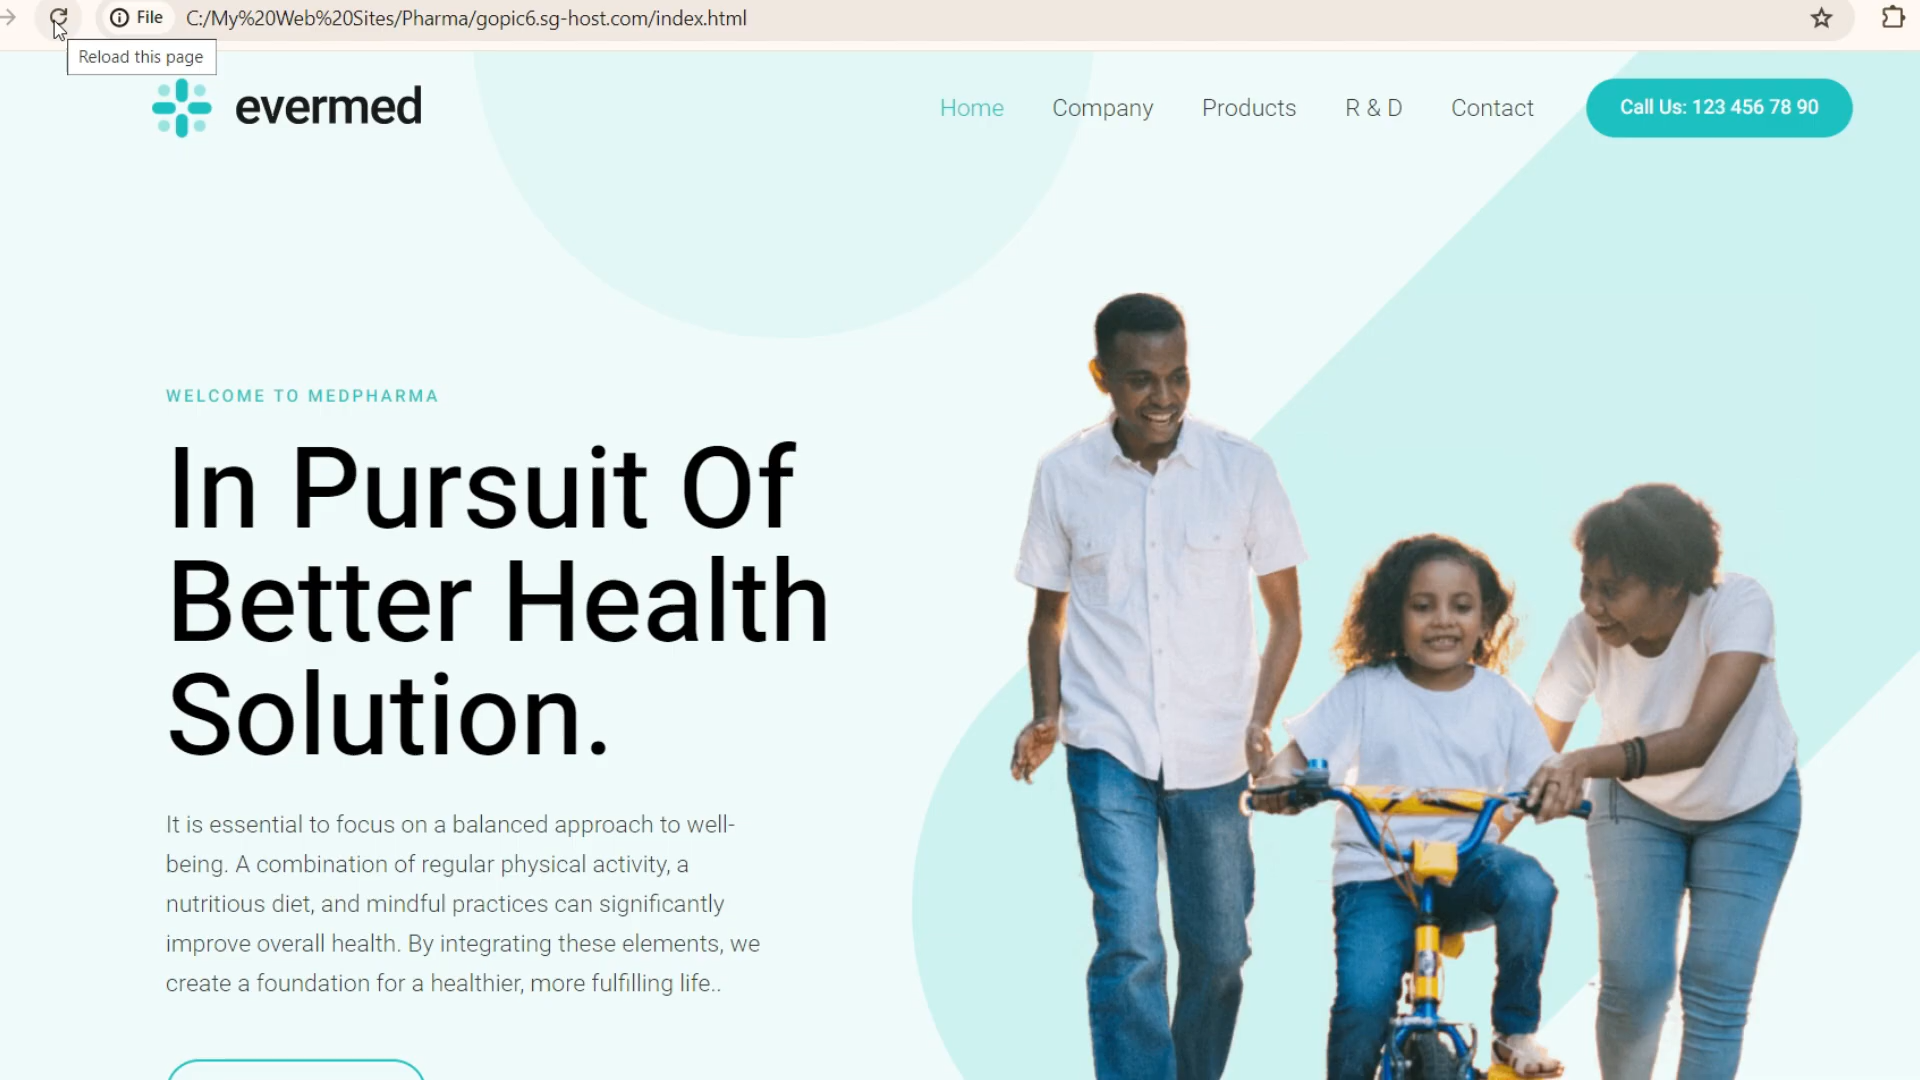 File
C:/My%20Web%20Sites/Pharma/gopic6.sg-host.com/index.html
Reload this page
evermed
Home
Company
Products
R & D
Contact
Call Us: 123 456 78 90
WELCOME TO MEDPHARMA
In Pursuit Of
Better Health
Solution.
It is essential to focus on a balanced approach to well-
being. A combination of regular physical activity, a
nutritious diet, and mindful practices can significantly
improve overall health. By integrating these elements, we
create a foundation for a healthier, more fulfilling life..